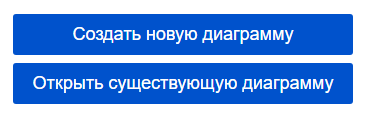 Создать новую диаграмму
Открыть существующую диаграмму